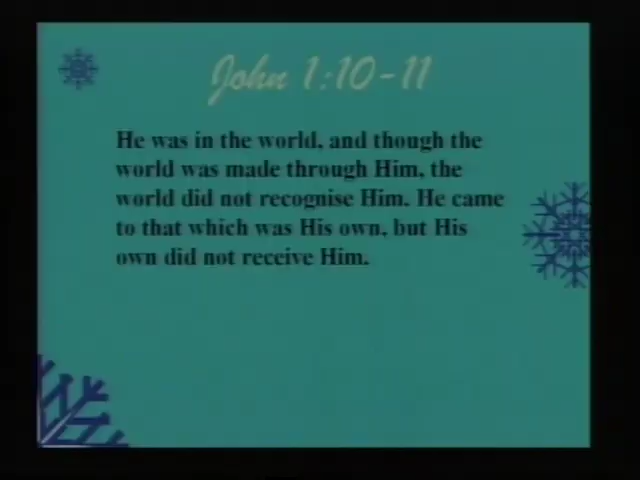 John 1:10-11
He was in the world, and though the
world was made through Him, the
world did not recognise Him. He came
to that which was His own, but His
own did not receive Him.